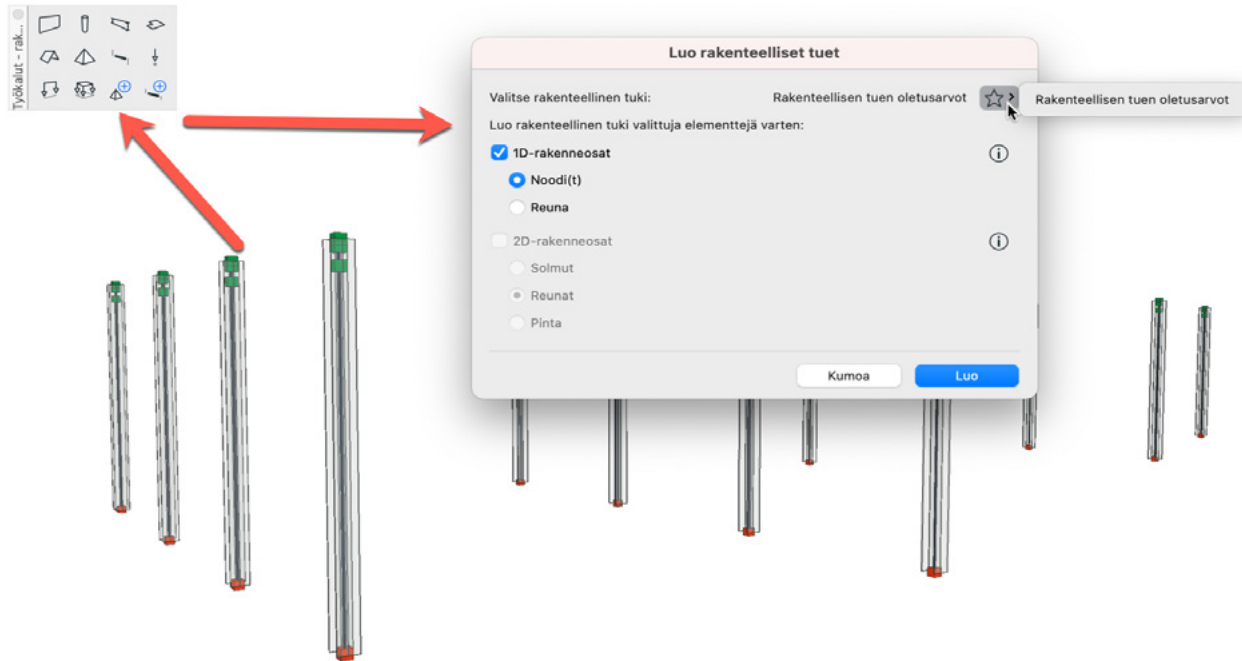 Työkalut - rak...
Luo rakenteelliset tuet
Valitse rakenteellinen tuki:
Rakenteellisen tuen oletusarvot
Rakenteellisen tuen oletusarvot
Luo rakenteellinen tuki valittuja elementtejä varten:
1D-rakenneosat
Noodi(t)
Reuna
2D-rakenneosat
Solmut
Reunat
Pinta
Kumoa
Luo